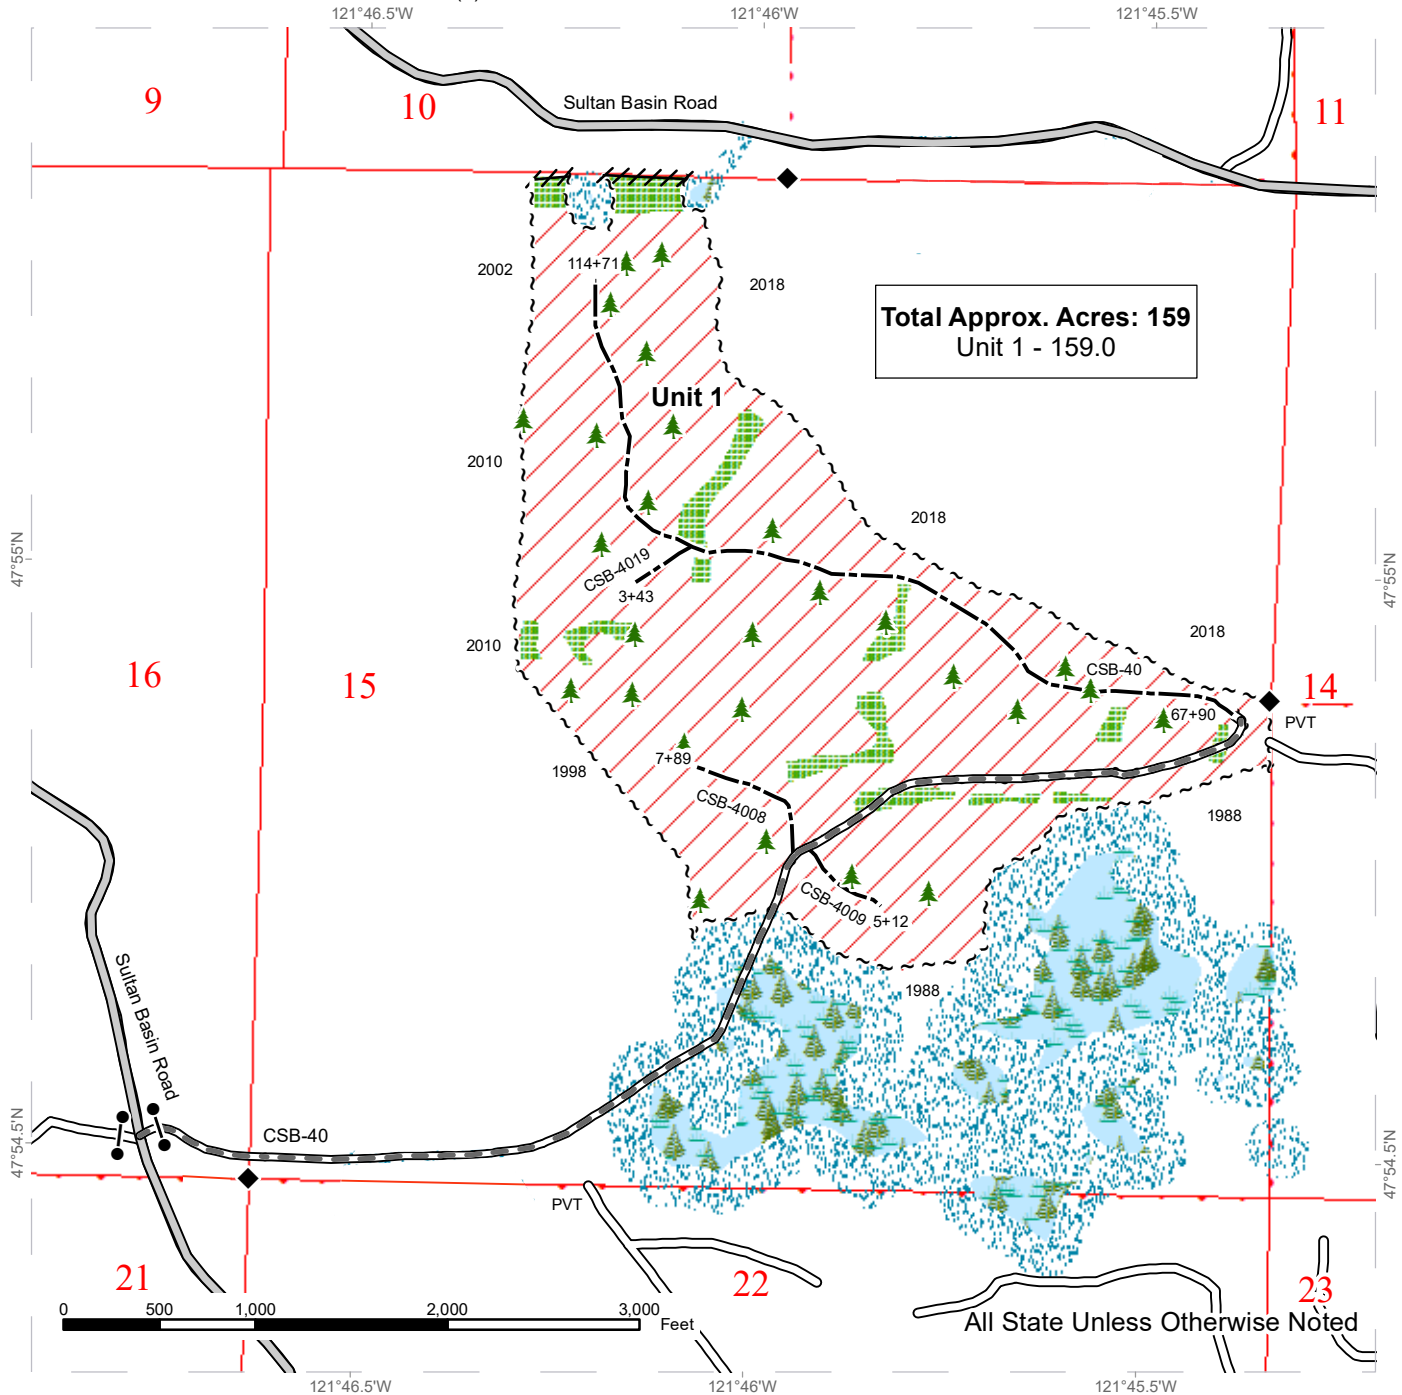 121°46.5'W
121°46'W
121°45.5'W
9
10
Sultan Basin Road
11
2002
114+71
2018
Total Approx. Acres: 159
Unit 1 - 159.0
Unit 1
2010
2018
47°55'N
47°55'N
CSB-4019
3+43
2010
2018
16
15
CSB-40
14
67+90
PVT
7+89
1998
CSB-4008
1988
CSB-4009
5+12
1988
Sultan Basin Road
CSB-40
47°54.5'N
47°54.5'N
PVT
21
22
23
0
500
1,000
2,000
3,000
Feet
All State Unless Otherwise Noted
121°46.5'W
121°46'W
121°45.5'W